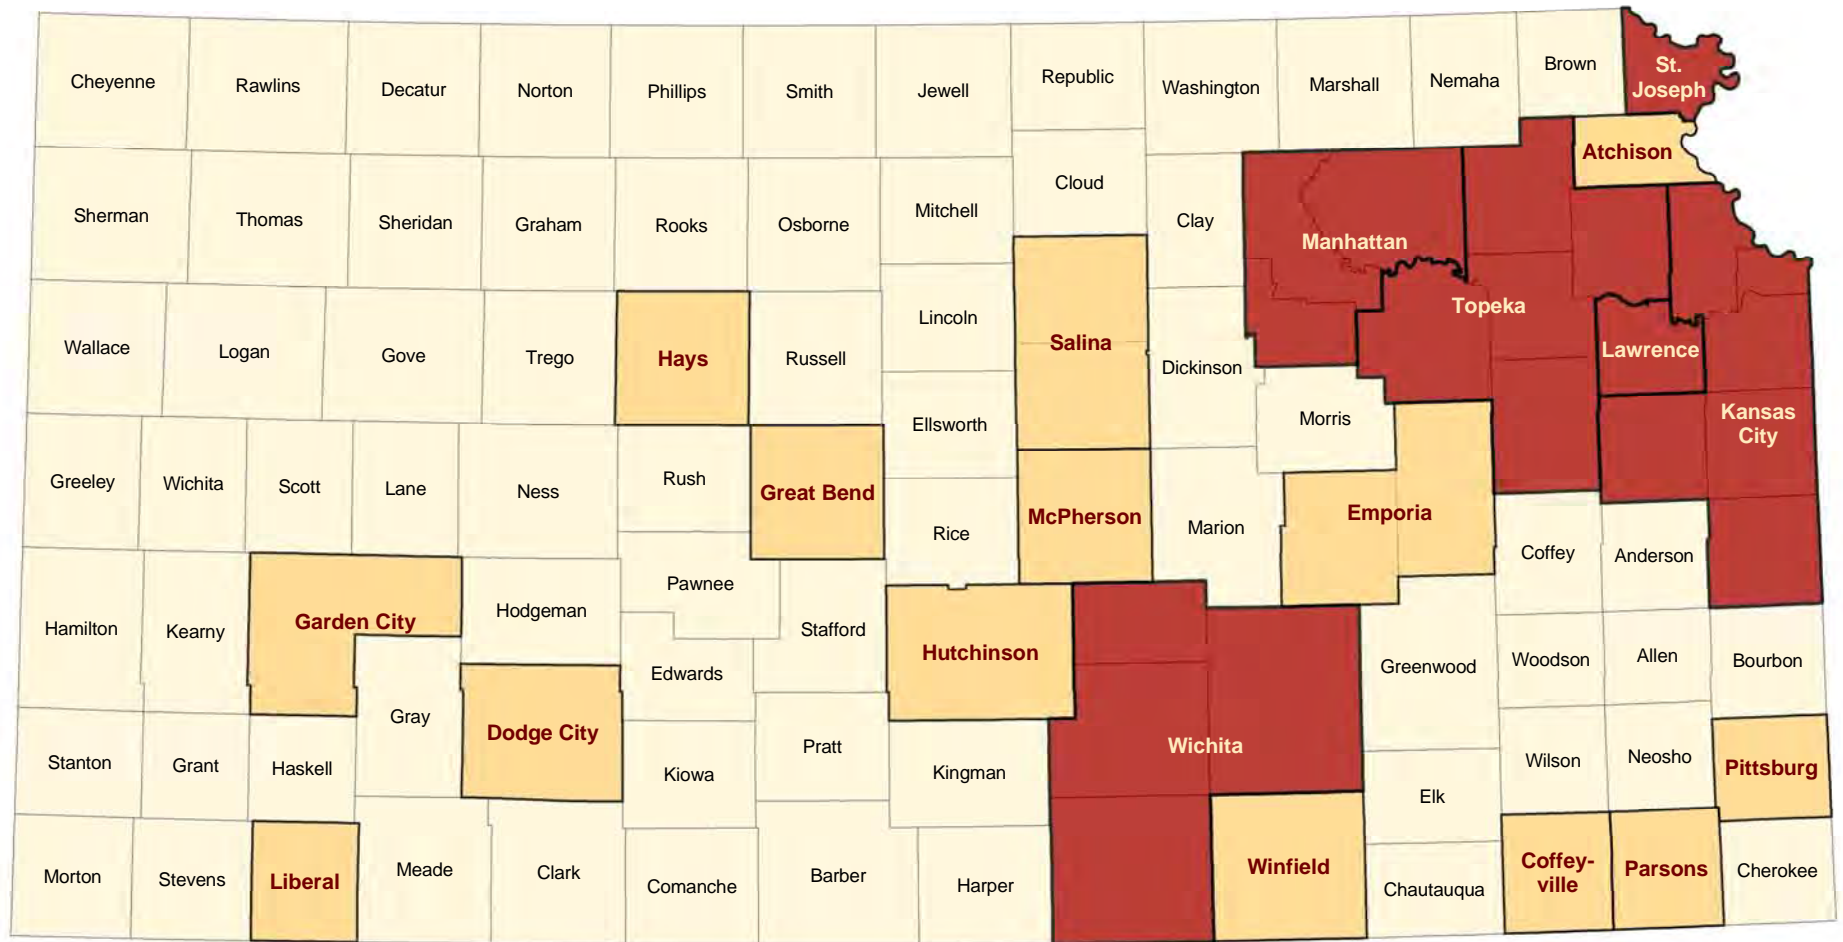 Cheyenne
Rawlins
Decatur
Norton
Phillips
Smith
Jewell
Republic
Washington
Marshall
Nemaha
Brown
St.
Joseph
Atchison
Sherman
Thomas
Sheridan
Graham
Rooks
Osborne
Mitchell
Cloud
Clay
Manhattan
Topeka
Lawrence
Kansas
City
Wallace
Logan
Gove
Trego
Hays
Russell
Lincoln
Salina
Dickinson
Morris
Ellsworth
Greeley
Wichita
Scott
Lane
Ness
Rush
Great Bend
Rice
McPherson
Marion
Emporia
Coffey
Anderson
Hamilton
Kearny
Garden City
Hodgeman
Pawnee
Stafford
Edwards
Hutchinson
Greenwood
Woodson
Allen
Bourbon
Stanton
Grant
Haskell
Gray
Dodge City
Kiowa
Pratt
Kingman
Wichita
Elk
Wilson
Neosho
Pittsburg
Morton
Stevens
Liberal
Meade
Clark
Comanche
Barber
Harper
Winfield
Chautauqua
Coffey-
ville
Parsons
Cherokee